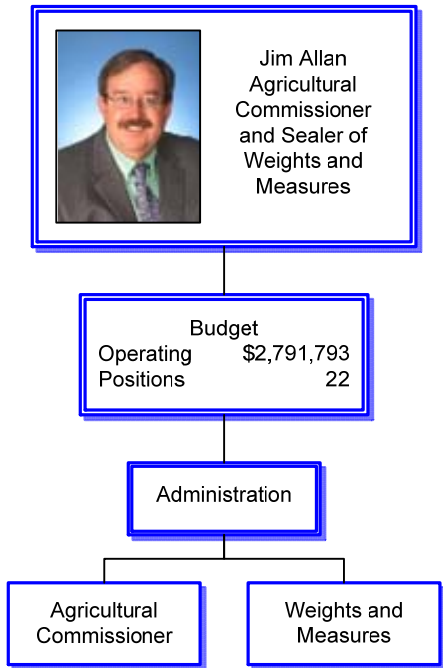 Jim Allan
Agricultural
Commissioner
and Sealer of
Weights and
Measures
Budget
Operating $2,791,793
Positions 22
Administration
Agricultural
Commissioner
Weights and
Measures